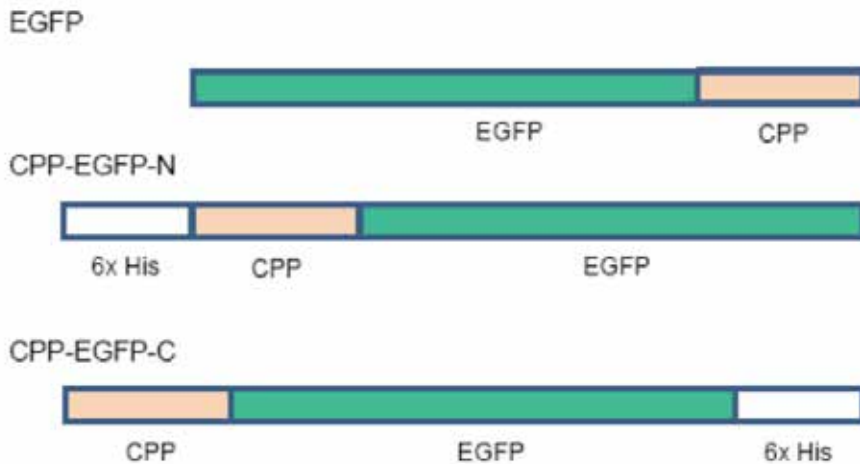 EGFP
EGFP CPP
CPP-EGFP-N
6x His CPP EGFP
CPP-EGFP-C
CPP EGFP 6x His